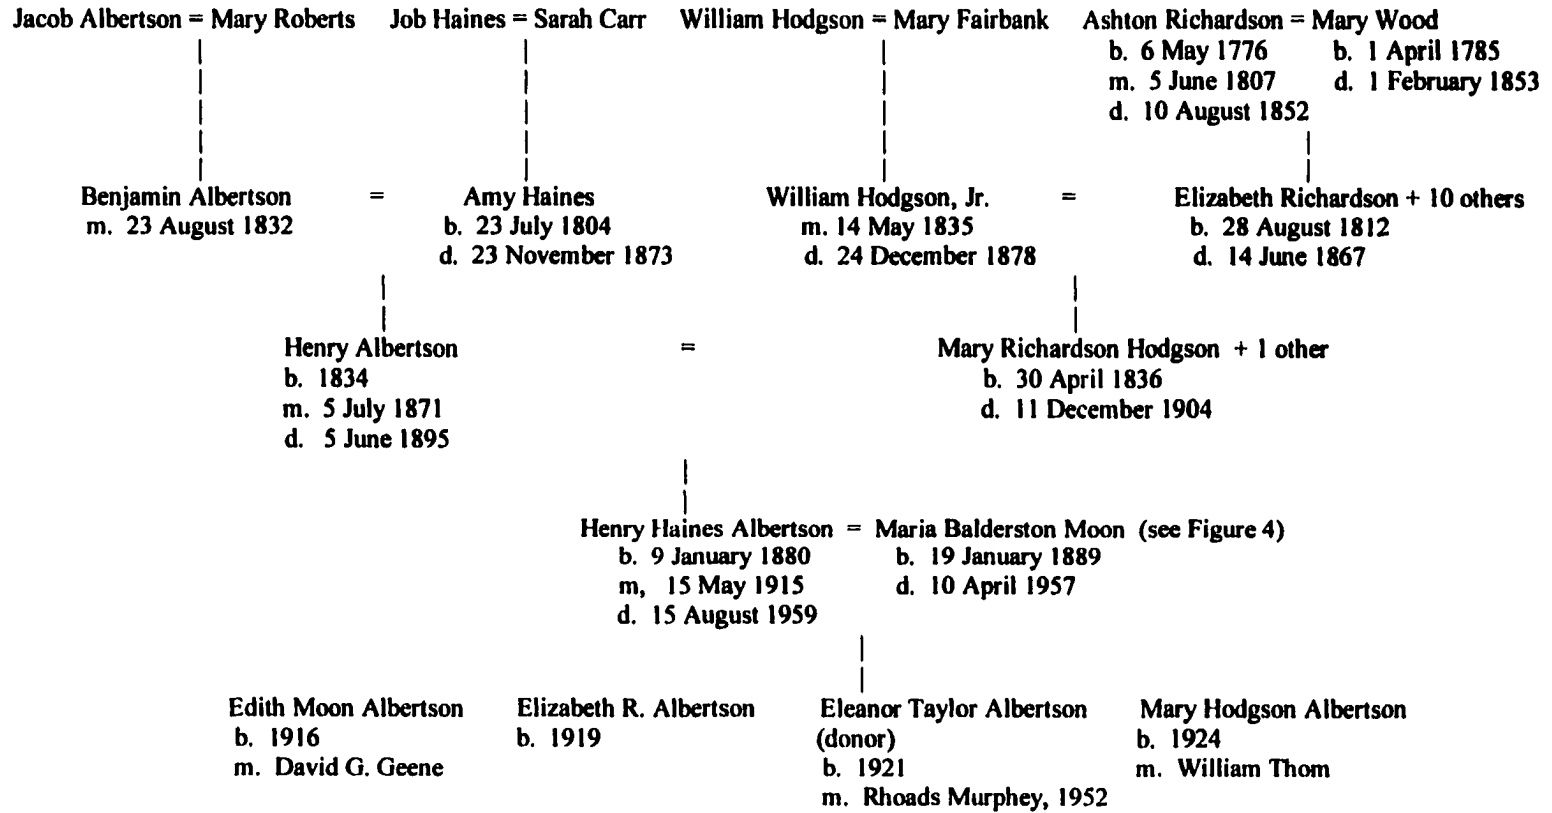 Jacob Albertson = Mary Roberts Job Haines = Sarah Carr William Hodgson = Mary Fairbank Ashton Richardson = Mary Wood
b. 6 May 1776 b. 1 April 1785
m. 5 June 1807 d. 1 February 1853
d. 10 August 1852
Benjamin Albertson = Amy Haines William Hodgson, Jr. = Elizabeth Richardson + 10 others
m. 23 August 1832 b. 23 July 1804 m. 14 May 1835 b. 28 August 1812
d. 23 November 1873 d. 24 December 1878 d. 14 June 1867
Henry Albertson = Mary Richardson Hodgson + 1 other
b. 1834 b. 30 April 1836
m. 5 July 1871 d. 11 December 1904
d. 5 June 1895
Henry Haines Albertson = Maria Balderston Moon (see Figure 4)
b. 9 January 1880 b. 19 January 1889
m, 15 May 1915 d. 10 April 1957
d. 15 August 1959
Edith Moon Albertson Elizabeth R. Albertson Eleanor Taylor Albertson Mary Hodgson Albertson
b. 1916 b. 1919 (donor) b. 1924
m. David G. Geene b. 1921 m. William Thom
m. Rhoads Murphey, 1952